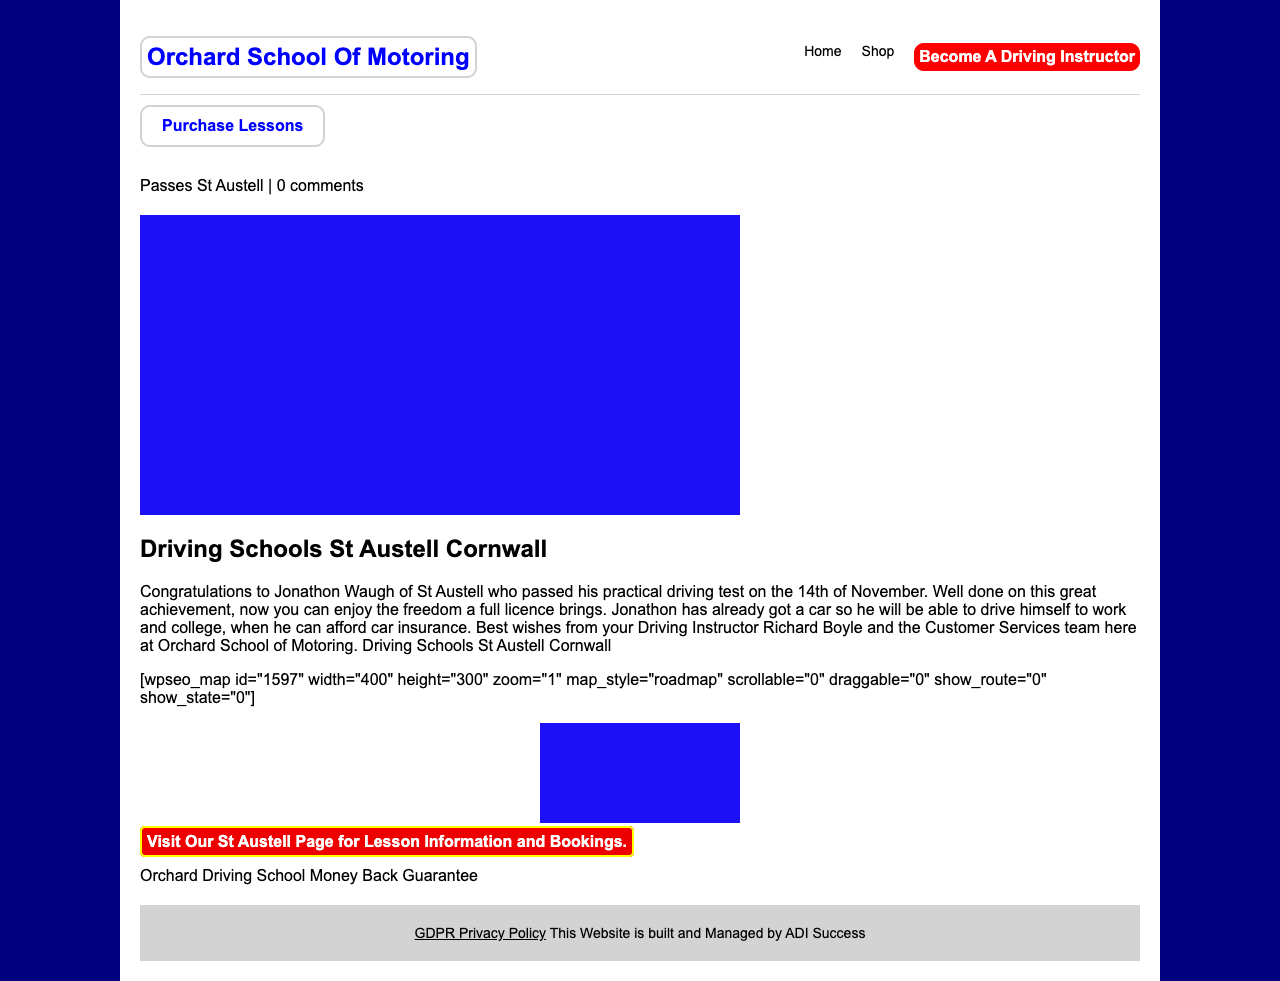 Orchard School Of Motoring
Home
Shop
Become A Driving Instructor
Purchase Lessons
Passes St Austell | 0 comments
Driving Schools St Austell Cornwall
Congratulations to Jonathon Waugh of St Austell who passed his practical driving test on the 14th of November. Well done on this great
achievement, now you can enjoy the freedom a full licence brings. Jonathon has already got a car so he will be able to drive himself to work
and college, when he can afford car insurance. Best wishes from your Driving Instructor Richard Boyle and the Customer Services team here
at Orchard School of Motoring. Driving Schools St Austell Cornwall
[wpseo_map id="1597" width="400" height="300" zoom="1" map_style="roadmap" scrollable="0" draggable="0" show_route="0"
show_state="0"]
Visit Our St Austell Page for Lesson Information and Bookings.
Orchard Driving School Money Back Guarantee
GDPR Privacy Policy This Website is built and Managed by ADI Success